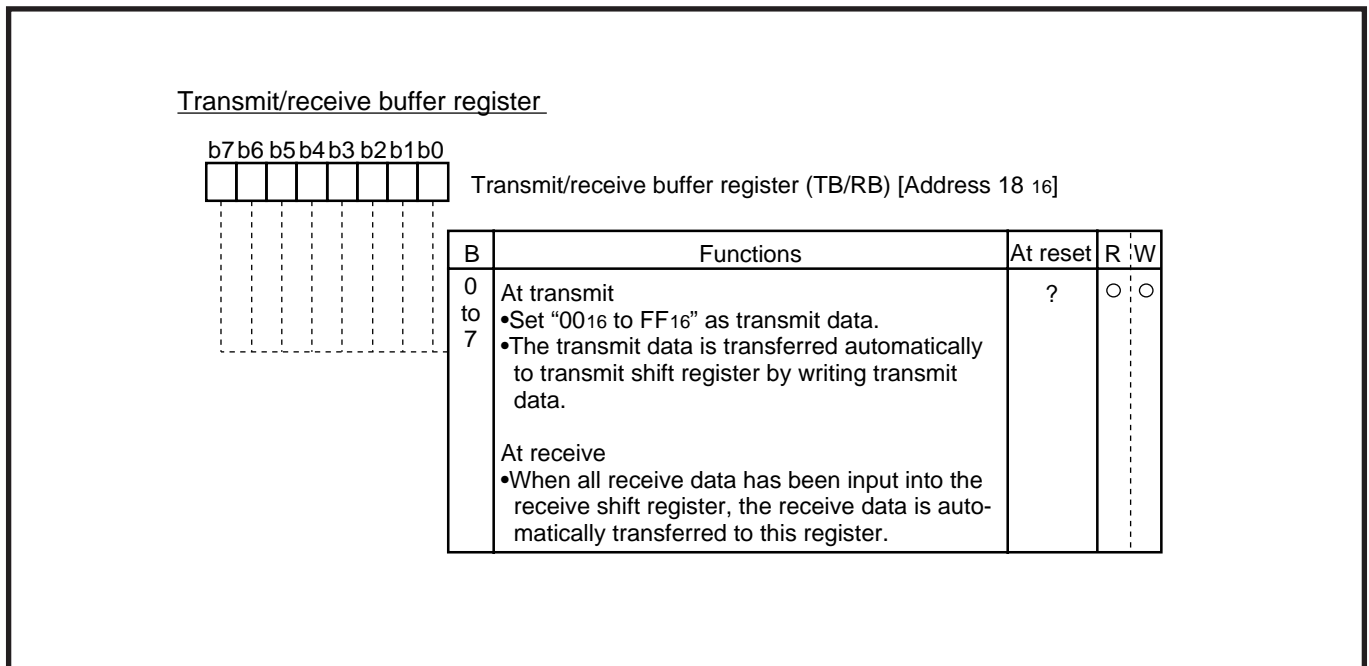 Transmit/receive buffer register
b7 b6 b5 b4 b3 b2 b1 b0
Transmit/receive buffer register (TB/RB) [Address 18 16]
B Functions At reset R W
0 to 7
At transmit
•Set “0016 to FF16” as transmit data.
•The transmit data is transferred automatically
to transmit shift register by writing transmit
data.
At receive
•When all receive data has been input into the
receive shift register, the receive data is auto-
matically transferred to this register.
? ○ ○